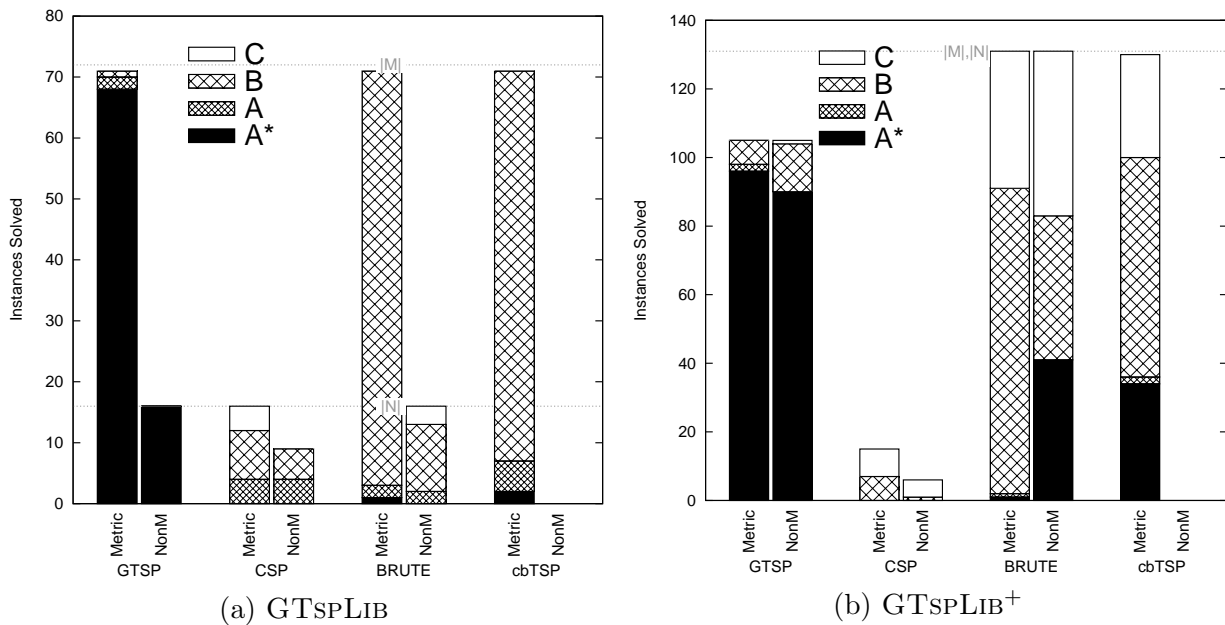 80
70
60
50
40
30
20
10
0
Instances Solved
C
B
A
A*
|M|
|N|
Metric
NonM
Metric
NonM
Metric
NonM
Metric
NonM
GTSP
CSP
BRUTE
cbTSP
(a) GTSPLIB
140
120
100
80
60
40
20
0
Instances Solved
C
B
A
A*
|M|,|N|
Metric
NonM
Metric
NonM
Metric
NonM
Metric
NonM
GTSP
CSP
BRUTE
cbTSP
(b) GTSPLIB+